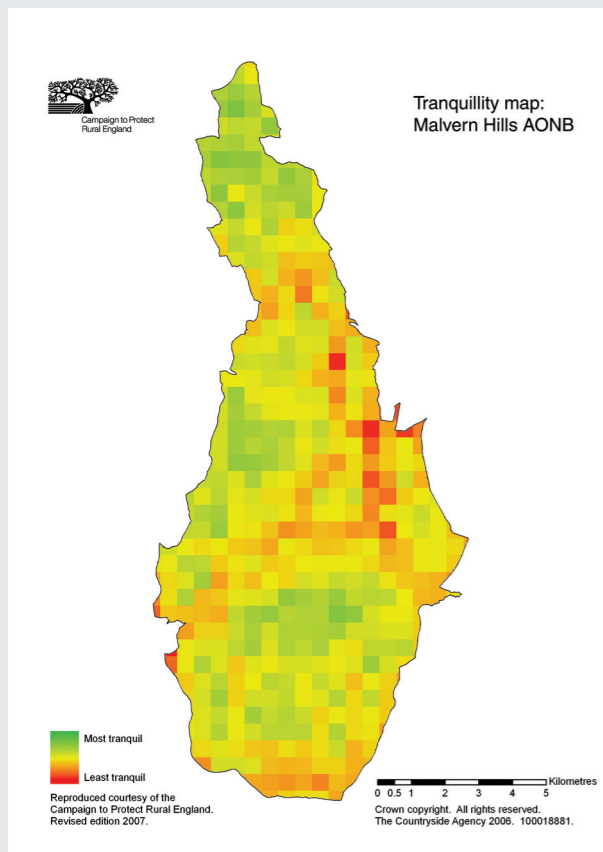 Campaign to Protect
Rural England
Tranquillity map:
Malvern Hills AONB
Most tranquil
Least tranquil
Reproduced courtesy of the
Campaign to Protect Rural England.
Revised edition 2007.
Kilometres
0 0.5 1 2 3 4 5
Crown copyright. All rights reserved.
The Countryside Agency 2006. 100018881.